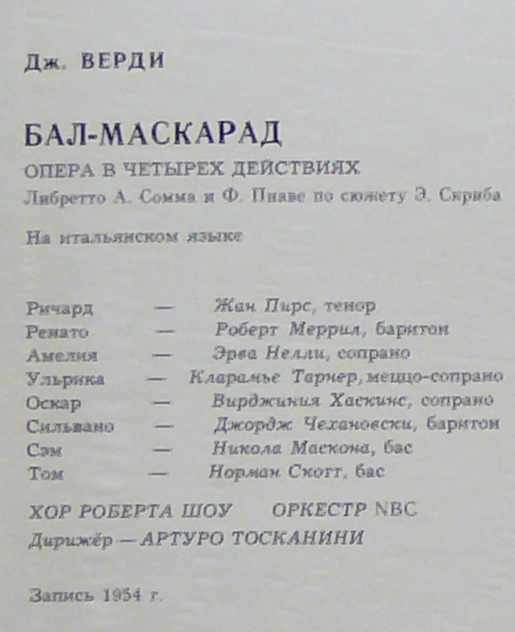 Дж. ВЕРДИ
БАЛ-МАСКАРАД
ОПЕРА В ЧЕТЫРЕХ ДЕЙСТВИЯХ
Либретто А. Сомма и Ф. Пиаве по сюжету Э. Скриба
На итальянском языке
Ричард — Жан Пирс, тенор
Ренато — Роберт Меррил, баритон
Амелия — Эрва Нелли, сопрано
Ульрика — Кларамье Тарнер, меццо-сопрано
Оскар — Вирджиния Хаскинс, сопрано
Сильвано — Джордж Чехановски, баритон
Сэм — Никола Маскона, бас
Том — Норман Скотт, бас
ХОР РОБЕРТА ШОУ ОРКЕСТР NBC
Дирижёр — АРТУРО ТОСКАНИНИ
Запись 1954 г.